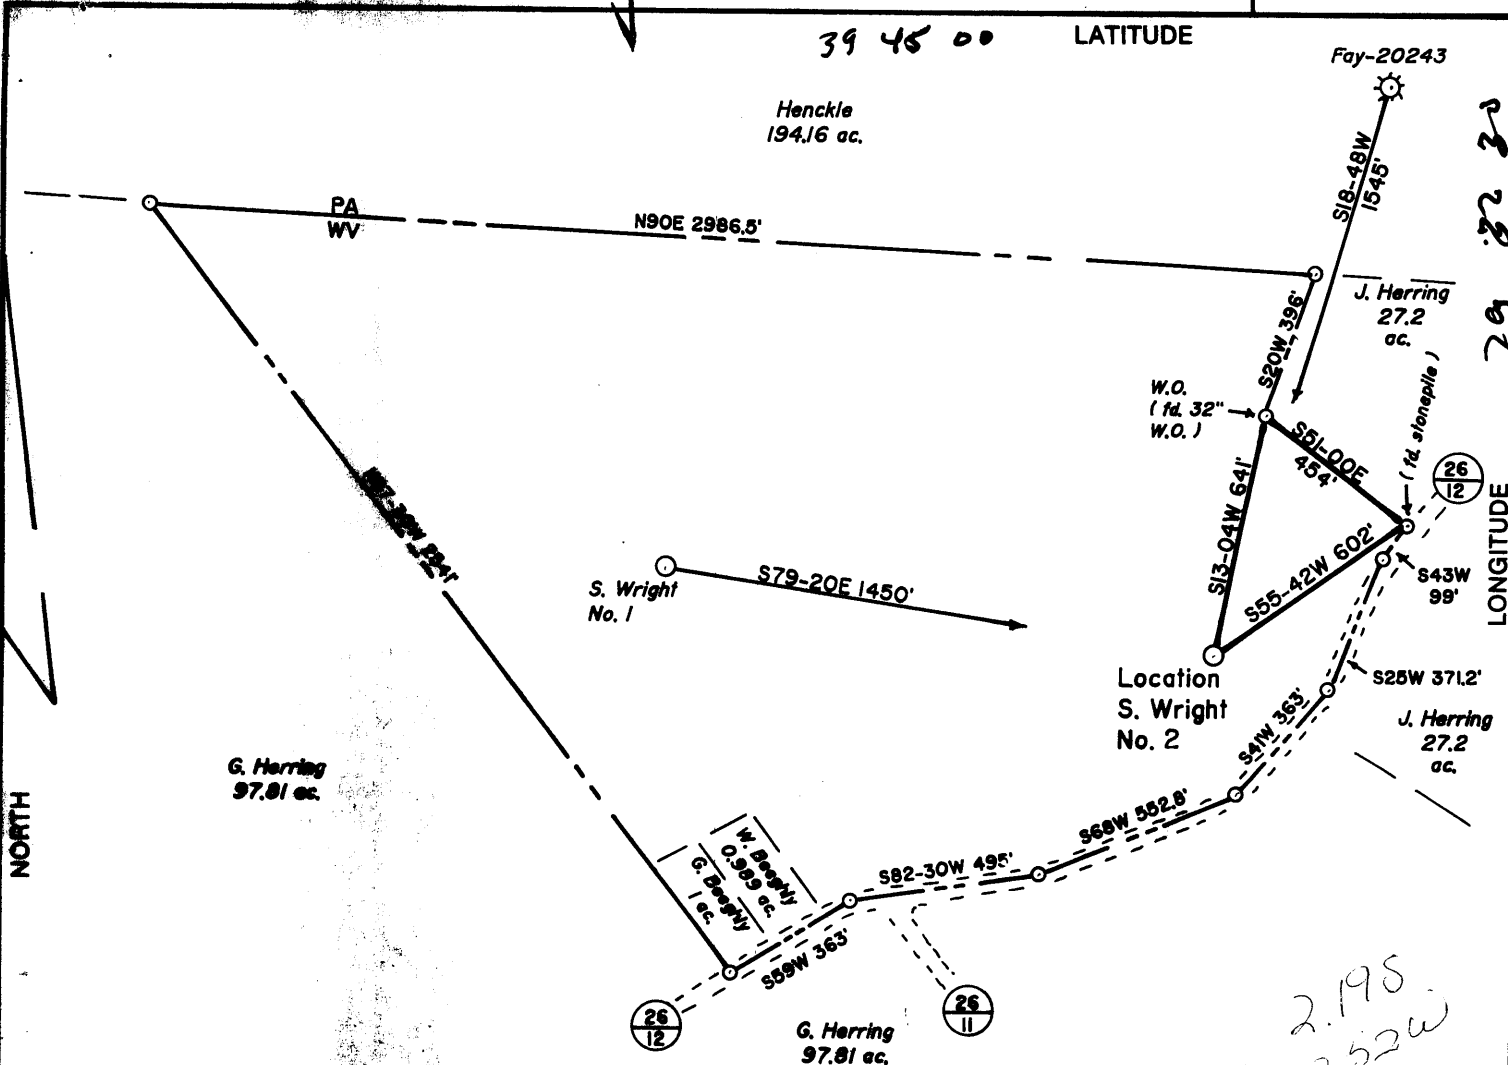 39 45 00 LATITUDE
Fay-20243
Henckle
194.16 ac.
S18-48W
1545'
PA
WV
N90E 2986.5'
J. Herring
27.2
ac.
S20W 396'
W.O.
( fd. 32"
W.O. )
( fd. stonepile )
S51-00E
454'
26
12
LONGITUDE
S13-04W 641'
S55-42W 602'
S43W
99'
S. Wright
No. 1
S79-20E 1450'
Location
S. Wright
No. 2
S25W 371.2'
J. Herring
27.2
ac.
S41W 363'
G. Herring
97.81 ac.
NORTH
S68W 552.8'
W. Beeghly
0.989 ac.
G. Beeghly
1 ac.
S82-30W 495'
S59W 363'
26
12
26
11
G. Herring
97.81 ac.